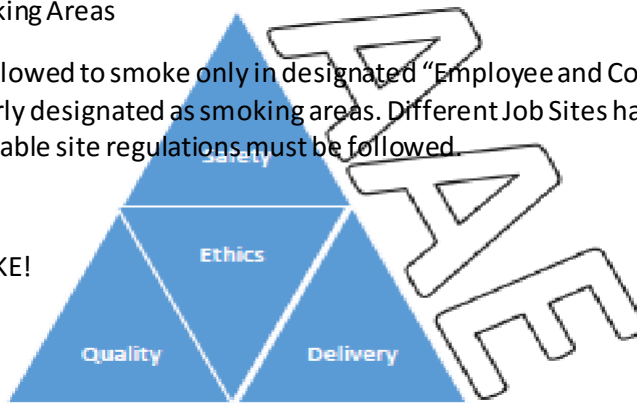 king Areas
llowed to smoke only in designated “Employee and Co
rly designated as smoking areas. Different Job Sites ha
able site regulations must be followed.
Safety
Ethics
KE!
Quality Delivery
AAE